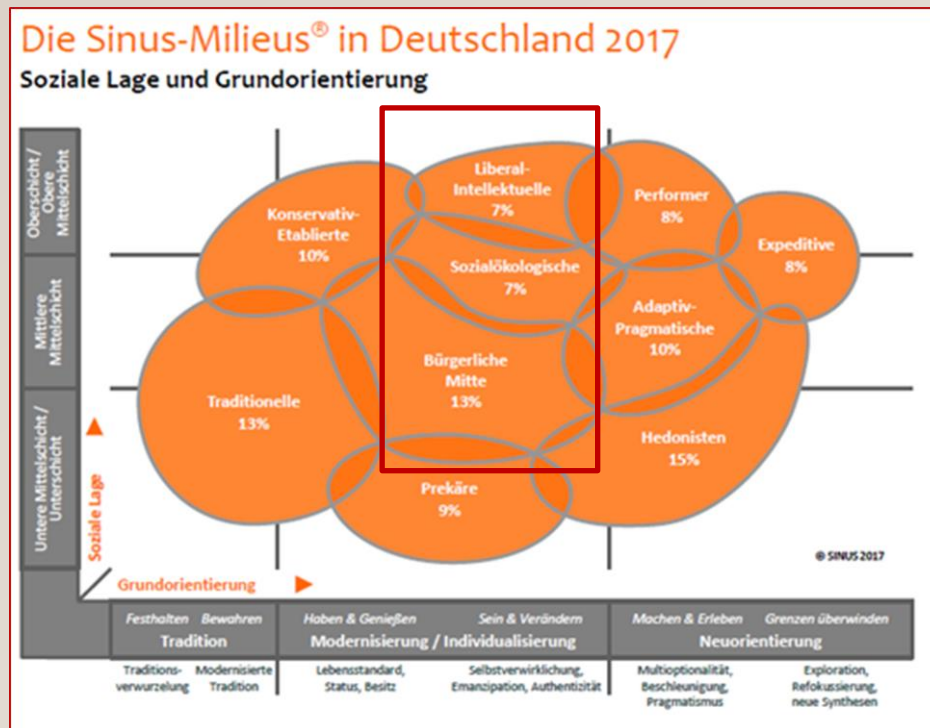 Die Sinus-Milieus® in Deutschland 2017
Soziale Lage und Grundorientierung
Oberschicht /
Obere
Mittelschicht
Mittlere
Mittelschicht
Untere Mittelschicht /
Unterschicht
Soziale Lage
Konservativ-
Etablierte
10%
Liberal-
Intellektuelle
7%
Performer
8%
Expeditive
8%
Sozialökologische
7%
Adaptiv-
Pragmatische
10%
Traditionelle
13%
Bürgerliche
Mitte
13%
Hedonisten
15%
Prekäre
9%
© SINUS 2017
Grundorientierung
Festhalten Bewahren
Tradition
Haben & Genießen Sein & Verändern
Modernisierung / Individualisierung
Machen & Erleben Grenzen überwinden
Neuorientierung
Traditions-
verwurzelung
Modernisierte
Tradition
Lebensstandard,
Status, Besitz
Selbstverwirklichung,
Emanzipation, Authentizität
Multioptionalität,
Beschleunigung,
Pragmatismus
Exploration,
Refokussierung,
neue Synthesen